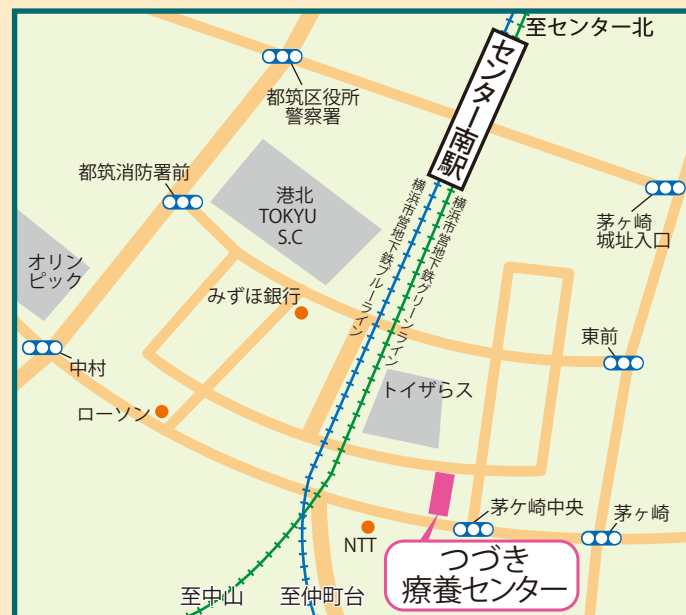 至センター北
センター南駅
都筑区役所
警察署
都筑消防署前
港北
TOKYU
S.C
茅ヶ崎
城址入口
オリン
ピック
みずほ銀行
横浜市営地下鉄ブルーライン
横浜市営地下鉄グリーンライン
東前
中村
トイザらス
ローソン
茅ケ崎中央
茅ヶ崎
NTT
つづき
療養センター
至中山
至仲町台